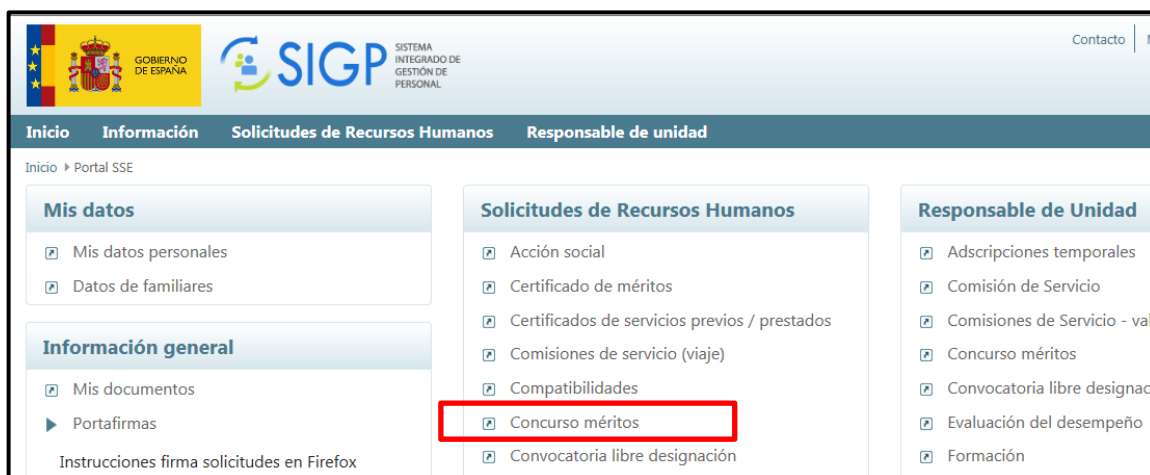 GOBIERNO
DE ESPAÑA
SIGP
SISTEMA
INTEGRADO DE
GESTIÓN DE
PERSONAL
Contacto
Inicio Información Solicitudes de Recursos Humanos Responsable de unidad
Inicio Portal SSE
Mis datos
Mis datos personales
Datos de familiares
Información general
Mis documentos
Portafirmas
Instrucciones firma solicitudes en Firefox
Solicitudes de Recursos Humanos
Acción social
Certificado de méritos
Certificados de servicios previos / prestados
Comisiones de servicio (viaje)
Compatibilidades
Concurso méritos
Convocatoria libre designación
Responsable de Unidad
Adscripciones temporales
Comisión de Servicio
Comisiones de Servicio - val
Concurso méritos
Convocatoria libre designac
Evaluación del desempeño
Formación